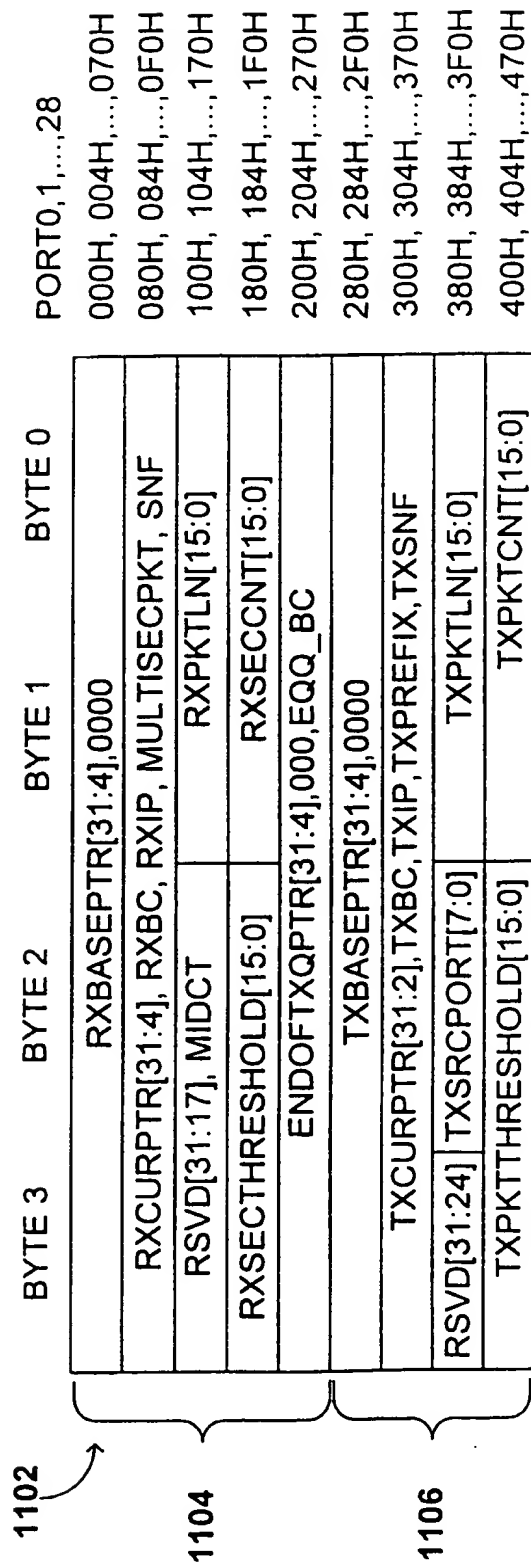 1102
BYTE 3 BYTE 2 BYTE 1 BYTE 0 PORT0,1,...,28
1104
RXBASEPTR[31:4],0000 000H, 004H,...,070H
RXCURPTR[31:4], RXBC, RXIP, MULTISECPKT, SNF 080H, 084H,...,0F0H
RSVD[31:17], MIDCT RXPKTLN[15:0] 100H, 104H,...,170H
RXSECTHRESHOLD[15:0] RXSECCNT[15:0] 180H, 184H,...,1F0H
ENDOFTXQPTR[31:4],000,EQQ_BC 200H, 204H,...,270H
1106
TXBASEPTR[31:4],0000 280H, 284H,...,2F0H
TXCURPTR[31:2],TXBC,TXIP,TXPREFIX,TXSNF 300H, 304H,...,370H
RSVD[31:24] TXSRCPORT[7:0] TXPKTLN[15:0] 380H, 384H,...,3F0H
TXPKTTHRESHOLD[15:0] TXPKTCNT[15:0] 400H, 404H,...,470H